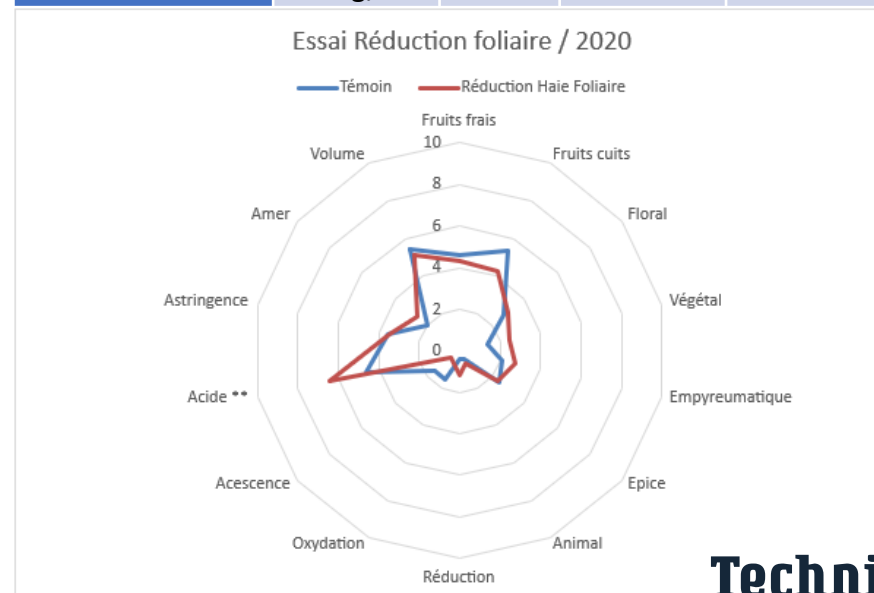 Essai Réduction foliaire / 2020
Témoin Réduction Haie Foliaire
Fruits frais
10
Volume Fruits cuits
8
Amer Floral
6
4
Astringence Végétal
2
0
Acide ** Empyreumatique
Acescence Epice
Oxydation Animal
Réduction
Techni